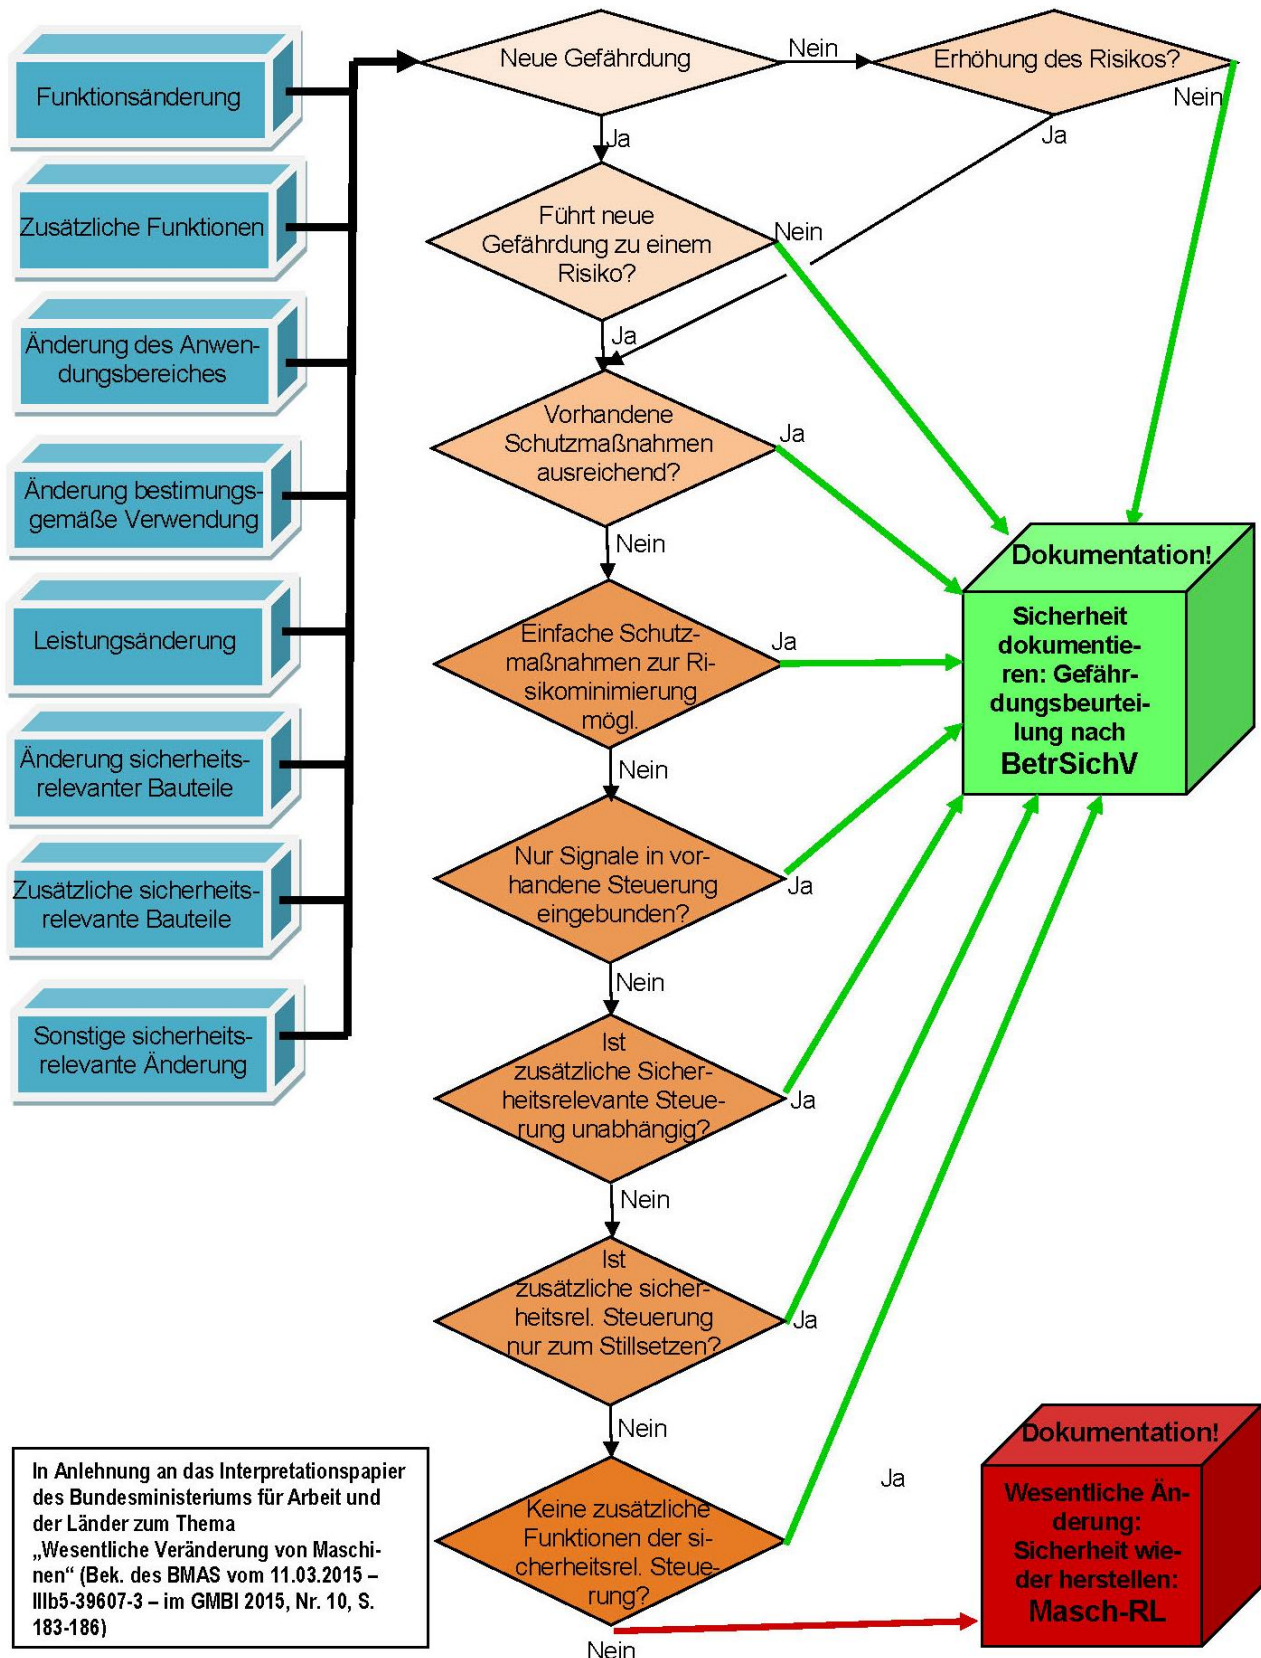 Funktionsänderung
Zusätzliche Funktionen
Änderung des Anwen-
dungsbereiches
Änderung bestimungs-
gemäße Verwendung
Leistungsänderung
Änderung sicherheits-
relevanter Bauteile
Zusätzliche sicherheits-
relevante Bauteile
Sonstige sicherheits-
relevante Änderung
Neue Gefährdung
Nein
Erhöhung des Risikos?
Nein
Ja
Ja
Führt neue
Gefährdung zu einem
Risiko?
Nein
Ja
Vorhandene
Schutzmaßnahmen
ausreichend?
Ja
Nein
Einfache Schutz-
maßnahmen zur Ri-
sikominimierung
mögl.
Ja
Nein
Nur Signale in vor-
handene Steuerung
eingebunden?
Ja
Nein
Ist
zusätzliche Sicher-
heitsrelevante Steue-
rung unabhängig?
Ja
Nein
Ist
zusätzliche sicher-
heitsrel. Steuerung
nur zum Stillsetzen?
Ja
Nein
Keine zusätzliche
Funktionen der si-
cherheitsrel. Steue-
rung?
Ja
Nein
Dokumentation!
Sicherheit
dokumentie-
ren: Gefähr-
dungsbeurtei-
lung nach
BetrSichV
Dokumentation!
Wesentliche Än-
derung:
Sicherheit wie-
der herstellen:
Masch-RL
In Anlehnung an das Interpretationspapier
des Bundesministeriums für Arbeit und
der Länder zum Thema
„Wesentliche Veränderung von Maschi-
nen“ (Bek. des BMAS vom 11.03.2015 –
IIIb5-39607-3 – im GMBl 2015, Nr. 10, S.
183-186)